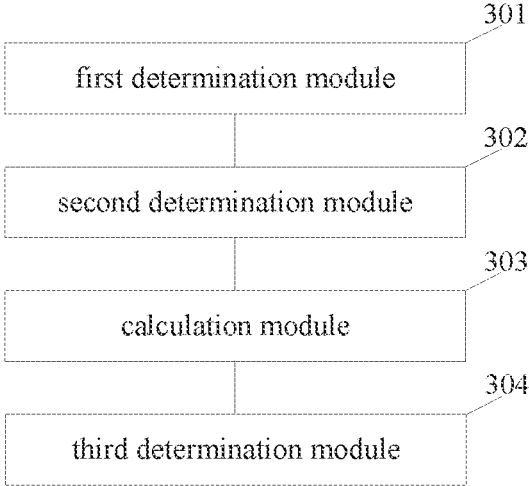 301
first determination module
302
second determination module
303
calculation module
304
third determination module